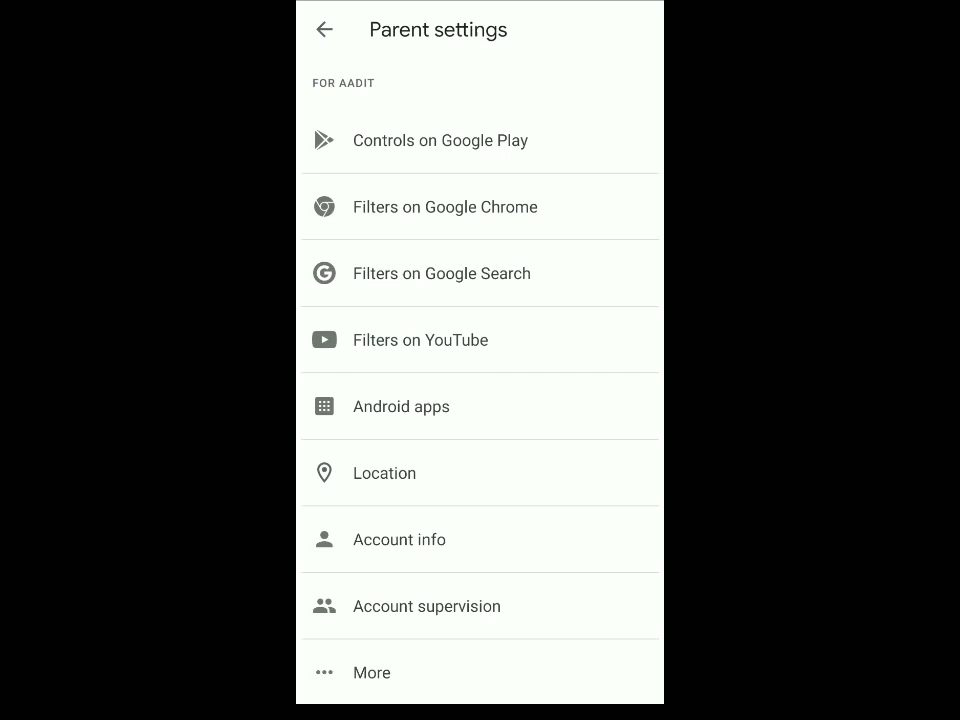 Parent settings
FOR AADIT
Controls on Google Play
Filters on Google Chrome
Filters on Google Search
Filters on YouTube
Android apps
Location
Account info
Account supervision
More